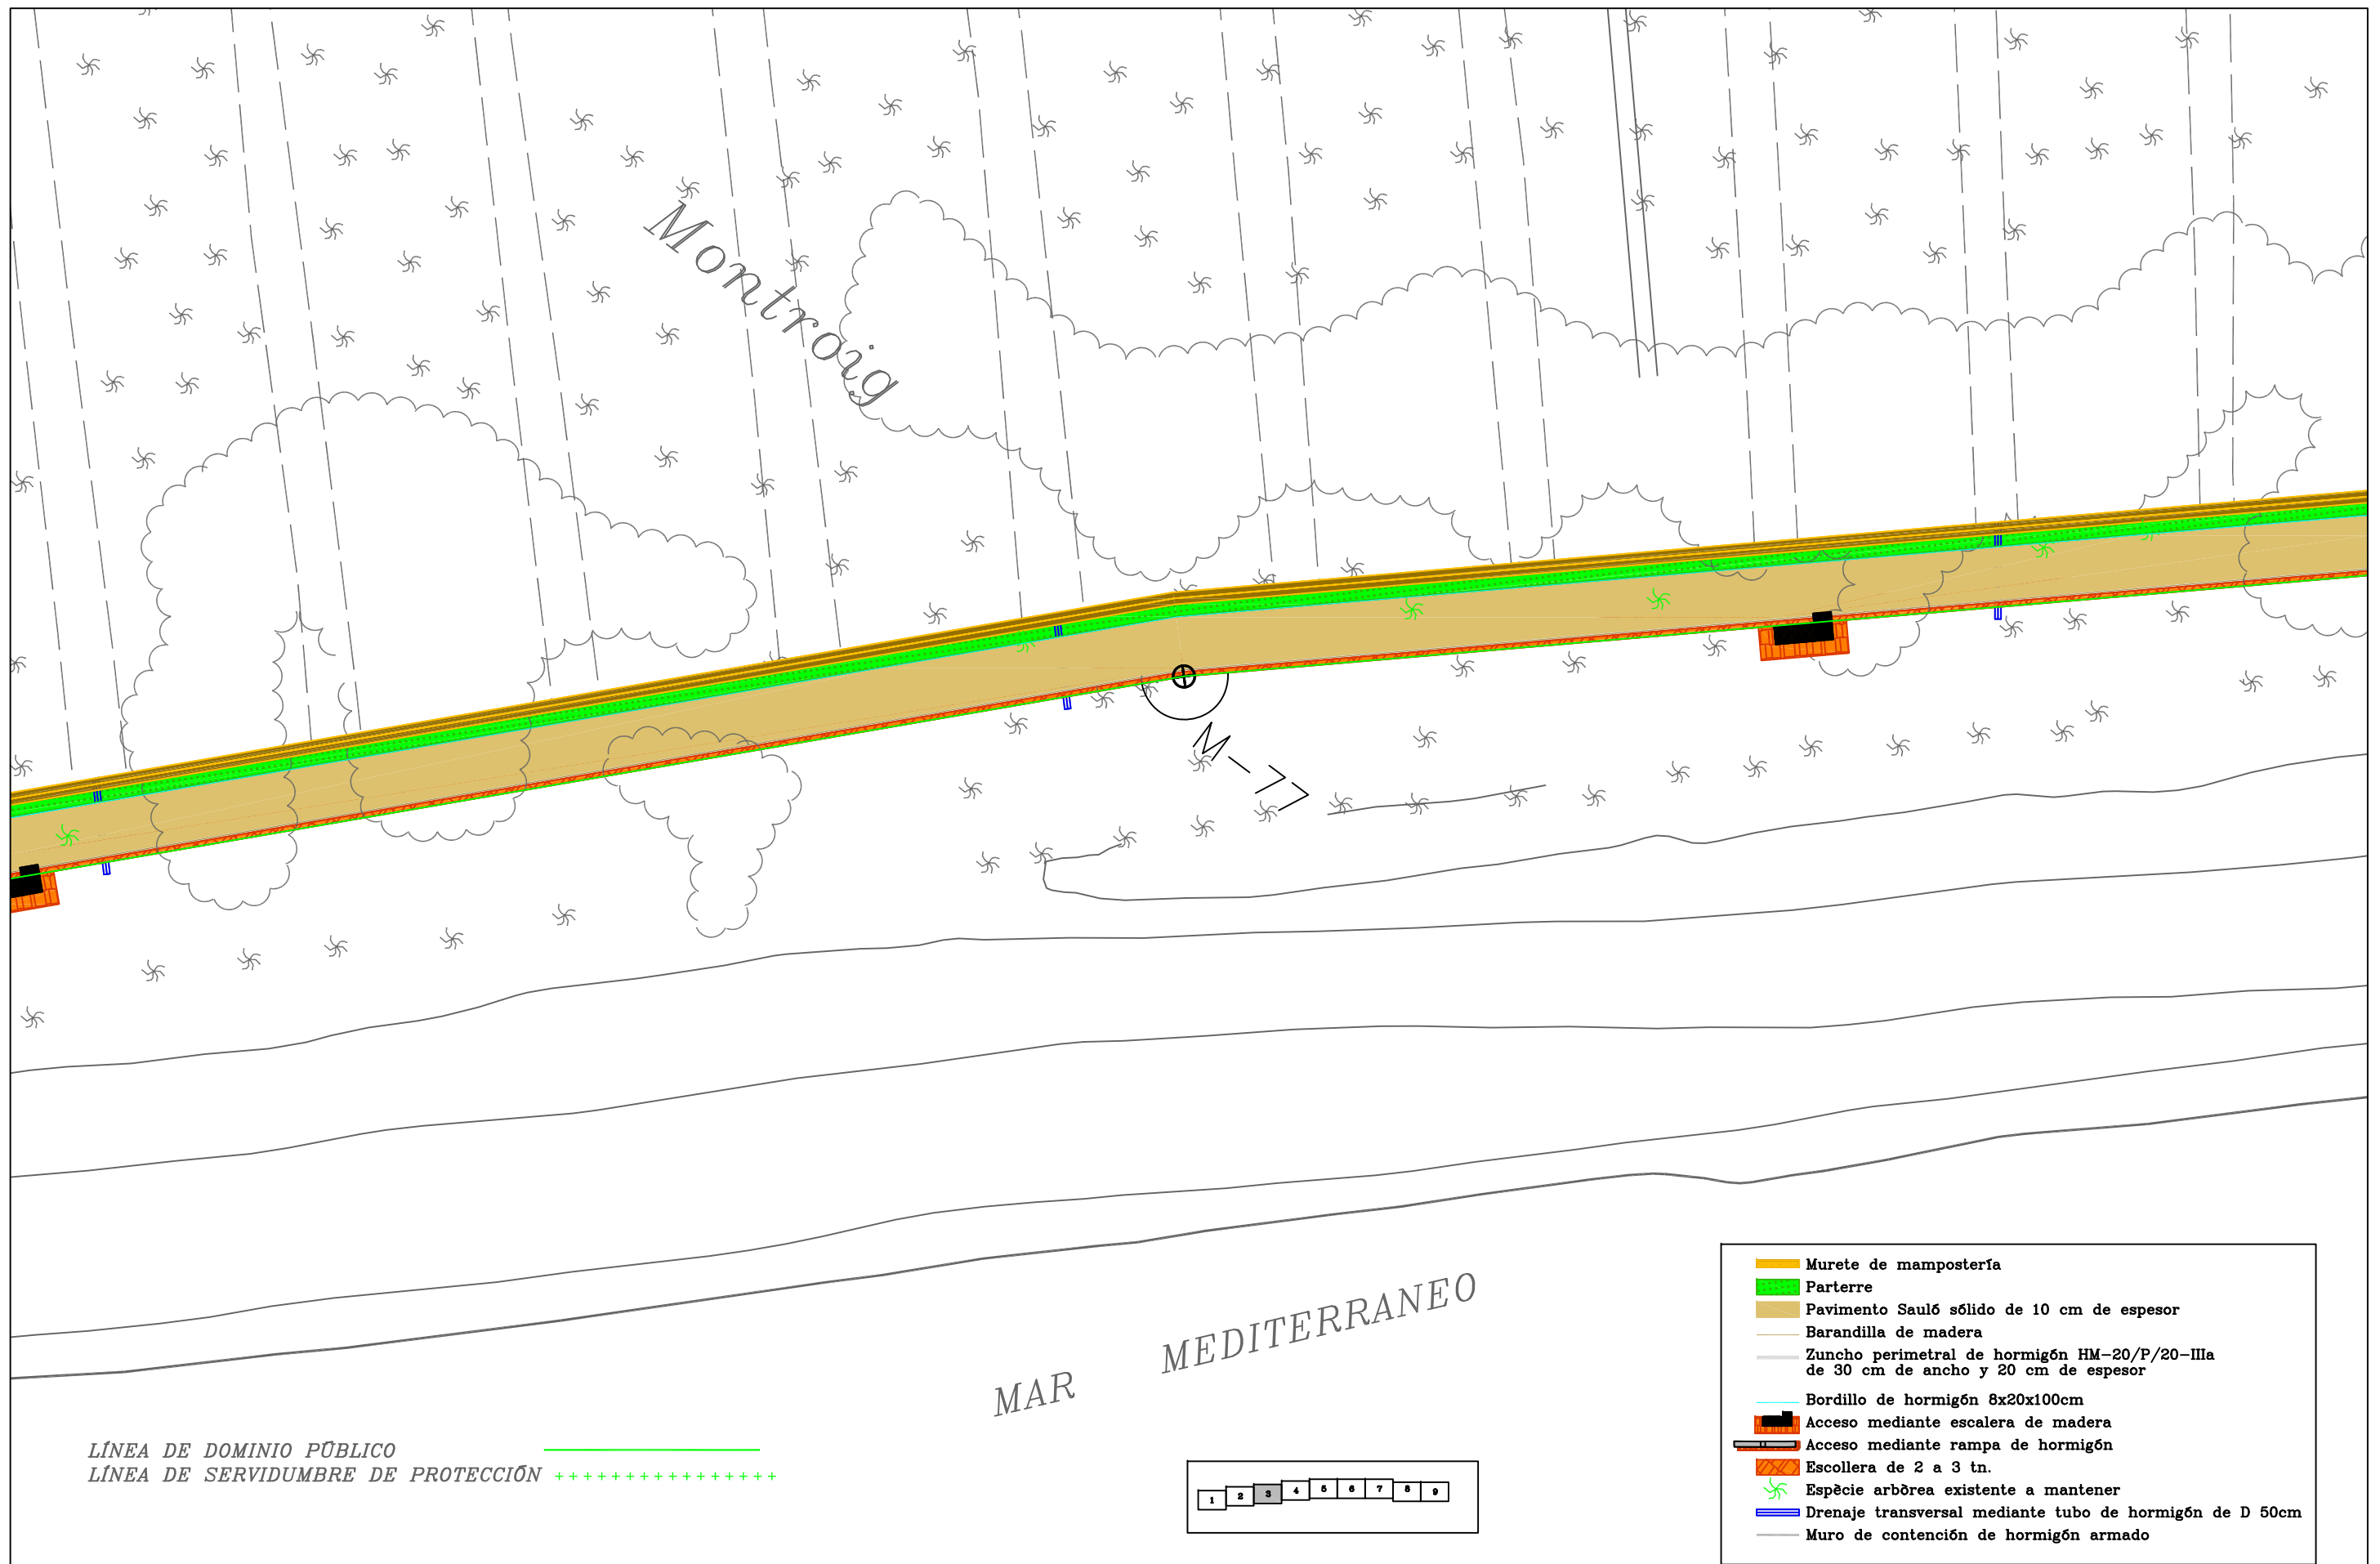 Montroig
M-7
MAR MEDITERRANEO
LÍNEA DE DOMINIO PÚBLICO
LÍNEA DE SERVIDUMBRE DE PROTECCIÓN
1 2 3 4 5 6 7 8 9
Murete de mampostería
Parterre
Pavimento Sauló sólido de 10 cm de espesor
Barandilla de madera
Zuncho perimetral de hormigón HM-20/P/20-IIIa
de 30 cm de ancho y 20 cm de espesor
Bordillo de hormigón 8x20x100cm
Acceso mediante escalera de madera
Acceso mediante rampa de hormigón
Escollera de 2 a 3 tn.
Espècie arbòrea existente a mantener
Drenaje transversal mediante tubo de hormigón de D 50cm
Muro de contención de hormigón armado